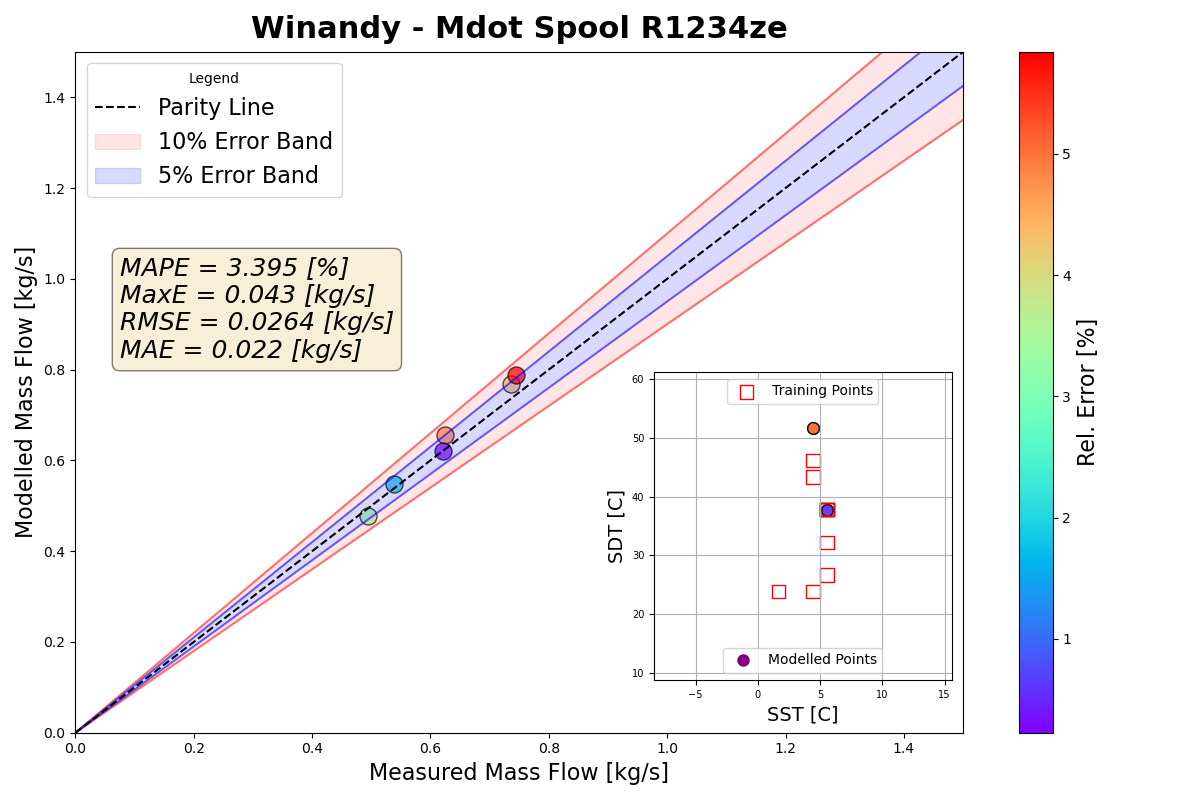 Winandy - Mdot Spool R1234ze
Legend
Parity Line
10% Error Band
5% Error Band
MAPE = 3.395 [%]
MaxE = 0.043 [kg/s]
RMSE = 0.0264 [kg/s]
MAE = 0.022 [kg/s]
Modelled Mass Flow [kg/s]
1.4
1.2
1.0
0.8
0.6
0.4
0.2
0.0
0.0
0.2
0.4
0.6
0.8
1.0
1.2
1.4
Measured Mass Flow [kg/s]
Training Points
Modelled Points
SDT [C]
60
50
40
30
20
10
−5
0
5
10
15
SST [C]
5
4
3
2
1
Rel. Error [%]